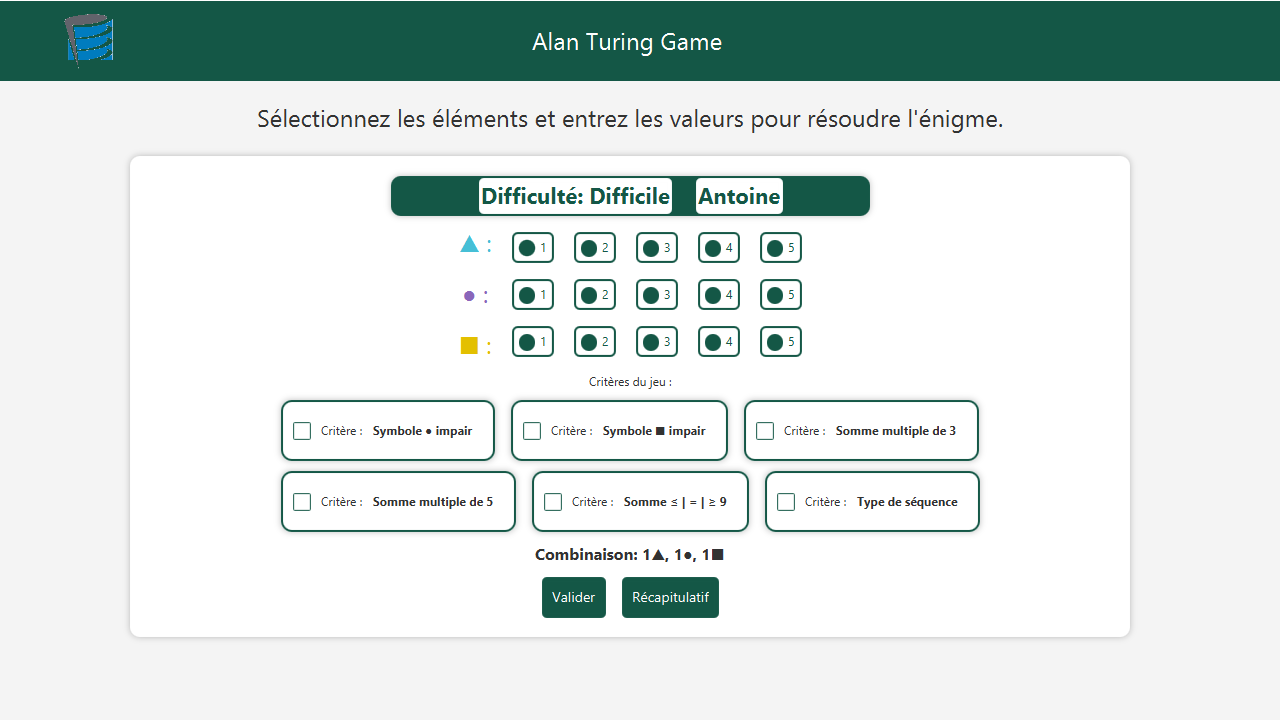 Alan Turing Game
Sélectionnez les éléments et entrez les valeurs pour résoudre l'énigme.
Difficulté: Difficile Antoine
▲ : 1 2 3 4 5
● : 1 2 3 4 5
■ : 1 2 3 4 5
Critères du jeu :
Critère : Symbole ● impair Critère : Symbole ■ impair Critère : Somme multiple de 3
Critère : Somme multiple de 5 Critère : Somme ≤ | = | ≥ 9 Critère : Type de séquence
Combinaison: 1▲, 1●, 1■
Valider Récapitulatif